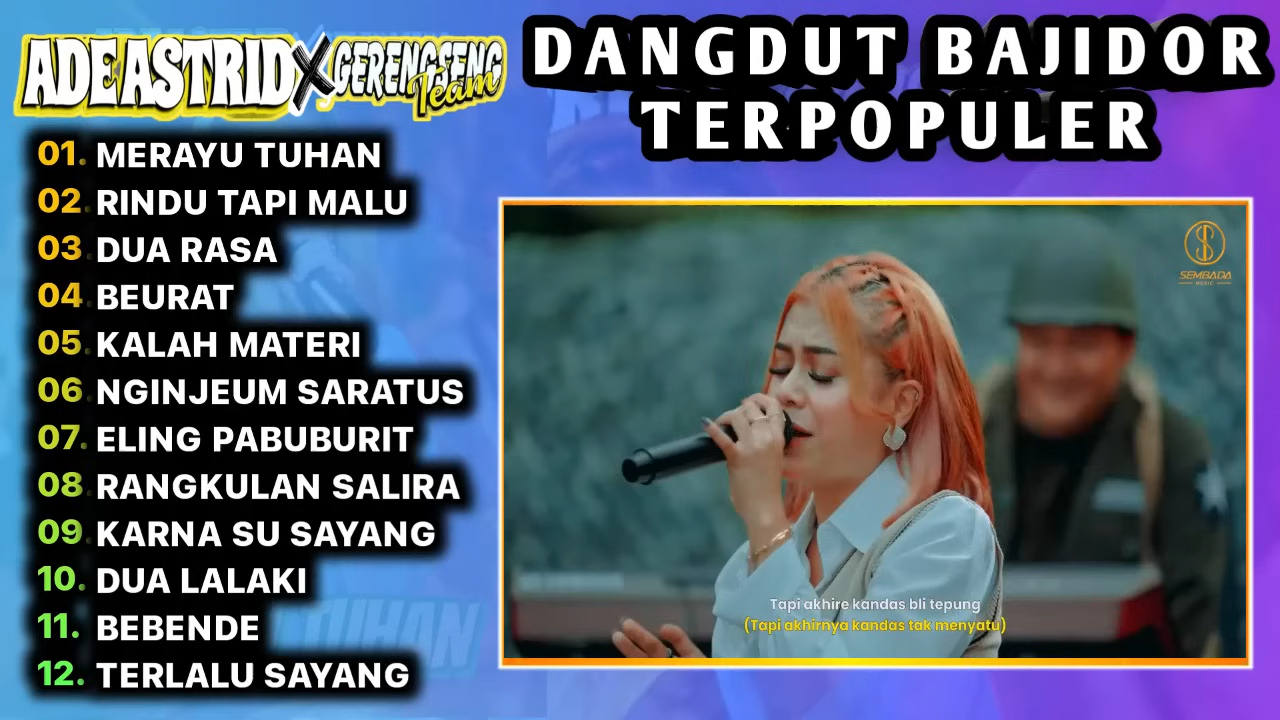 ADE ASTRID X GERENGSENG Team
DANGDUT BAJIDOR
TERPOPULER
01. MERAYU TUHAN
02. RINDU TAPI MALU
03. DUA RASA
04. BEURAT
05. KALAH MATERI
06. NGINJEUM SARATUS
07. ELING PABUBURIT
08. RANGKULAN SALIRA
09. KARNA SU SAYANG
10. DUA LALAKI
11. BEBENDE
12. TERLALU SAYANG
SEMBADA
MUSIC
Tapi akhire kandas bli tepung
(Tapi akhirnya kandas tak menyatu)
TUHAN